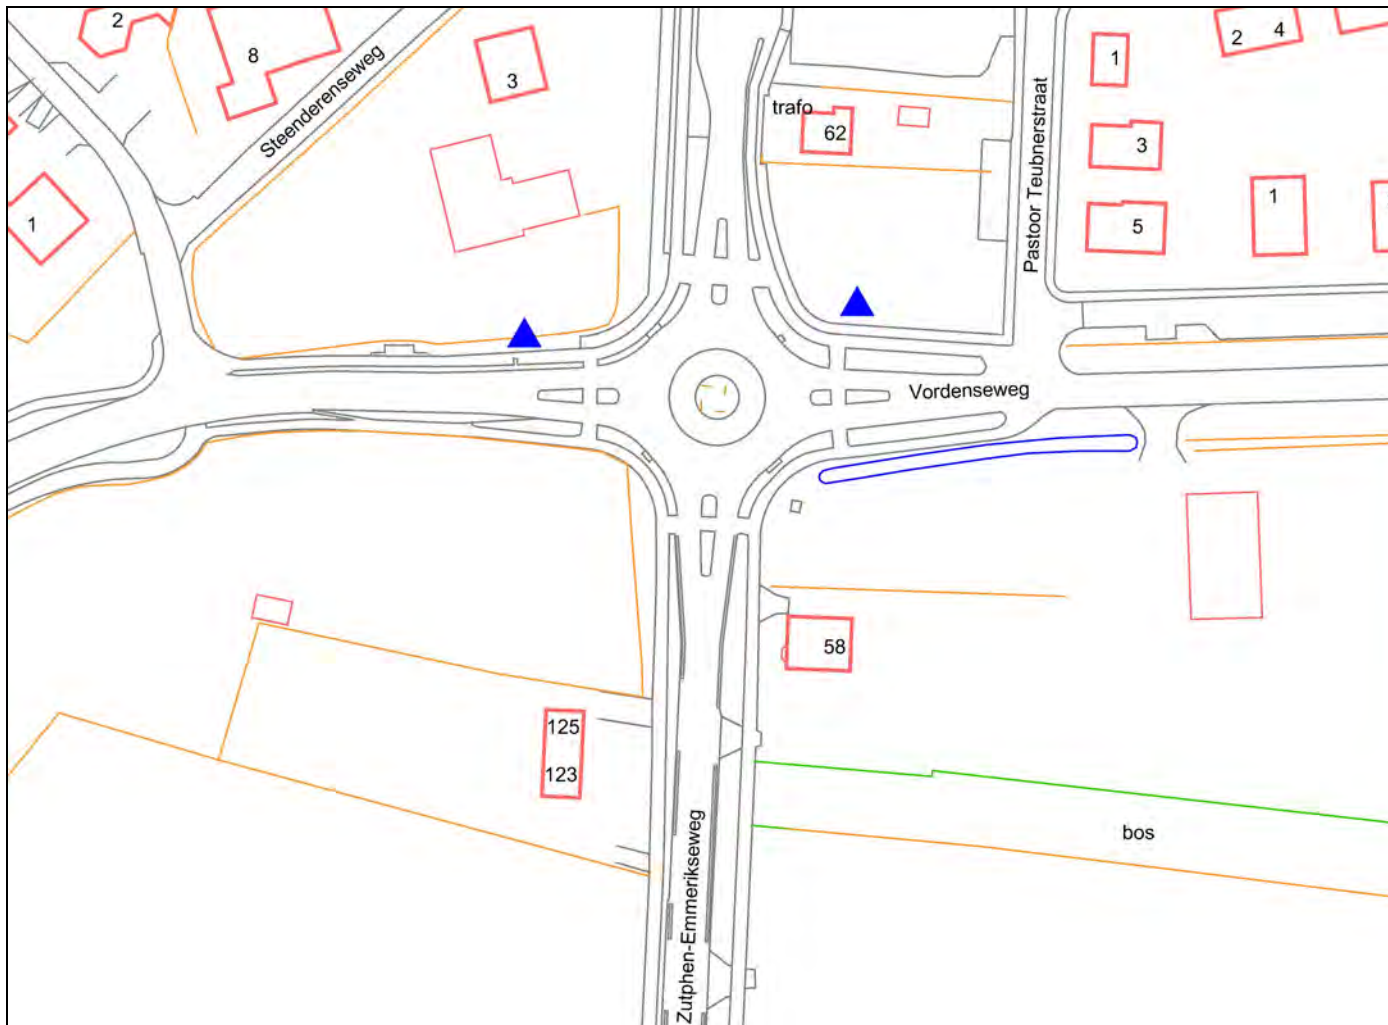 2
8
Steenderenseweg
3
trafo
62
Pastoor Teubnerstraat
1
2 4
3
1
5
1
Vordenseweg
58
125
123
Zutphen-Emmerikseweg
bos